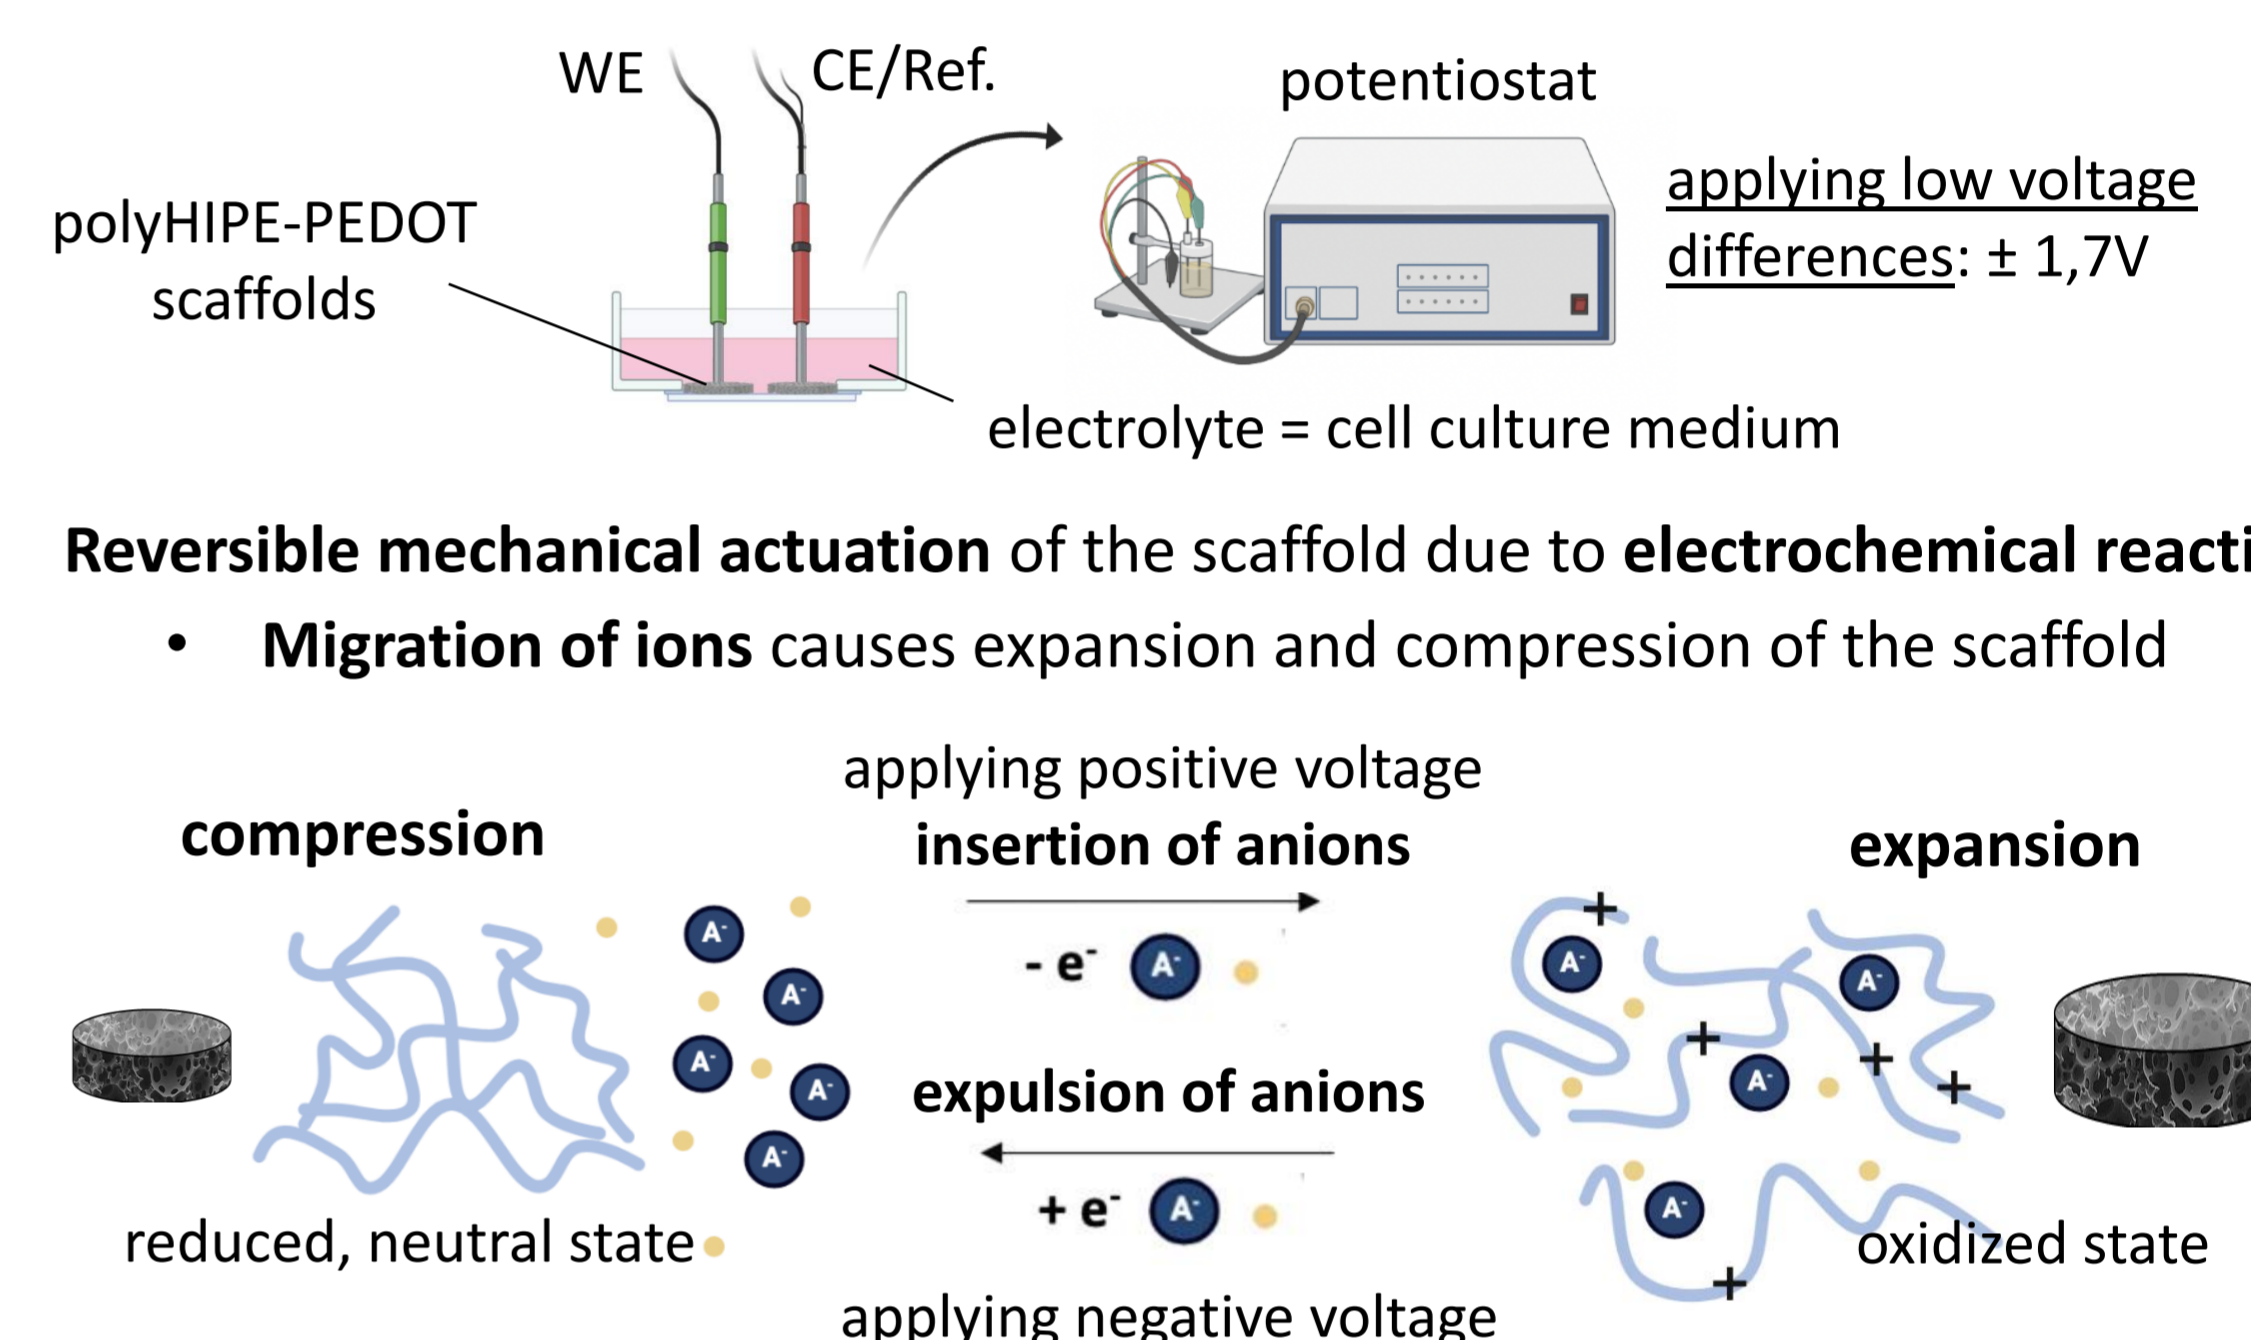 WE
CE/Ref.
potentiostat
polyHIPE-PEDOT
scaffolds
applying low voltage
differences: ± 1,7V
electrolyte = cell culture medium
Reversible mechanical actuation of the scaffold due to electrochemical reacti
• Migration of ions causes expansion and compression of the scaffold
applying positive voltage
compression
insertion of anions
expansion
- e⁻ A⁻
A⁻
A⁻
A⁻
A⁻
A⁻
expulsion of anions
+ e⁻ A⁻
+
A⁻
A⁻
+
A⁻
+
+
A⁻
+
reduced, neutral state
oxidized state
applying negative voltage